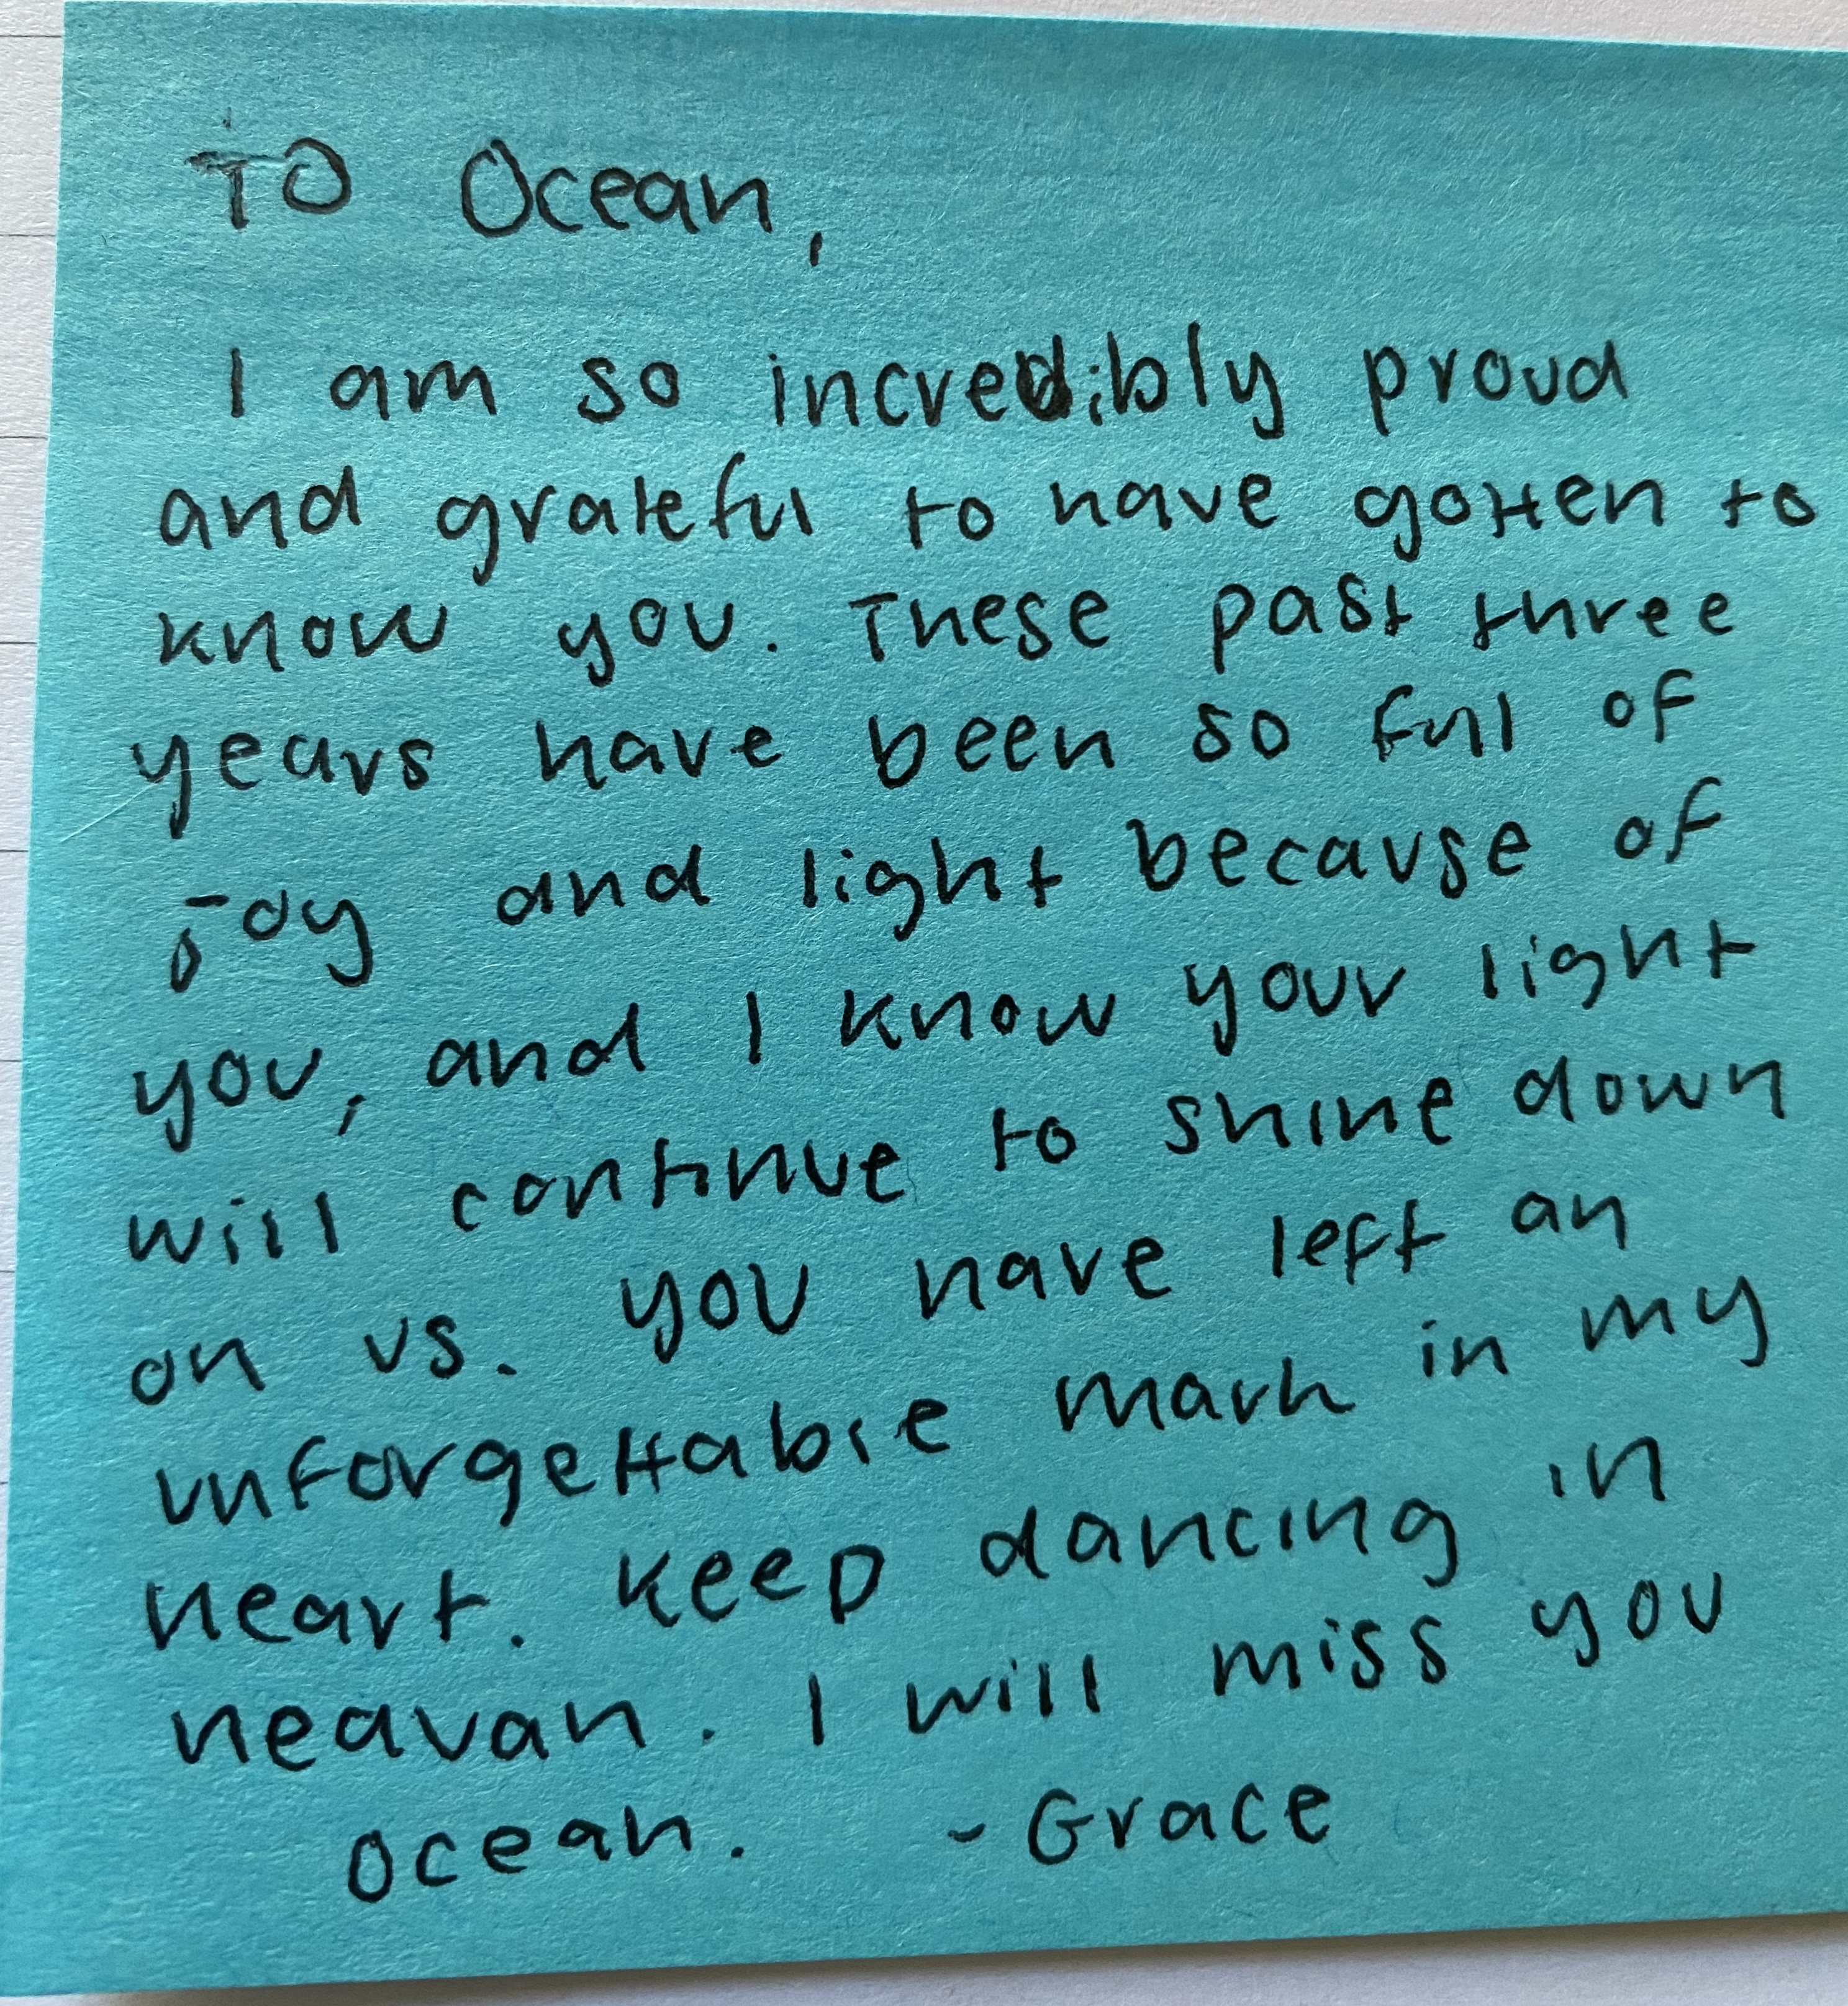 To Ocean,
I am so incredibly proud
and grateful to have gotten to
know you. These past three
years have been so full of
joy and light because of
you, and I know your light
will continue to shine down
on us. you have left an
unforgettable mark in my
heart. Keep dancing in
heavan. I will miss you
ocean. - Grace